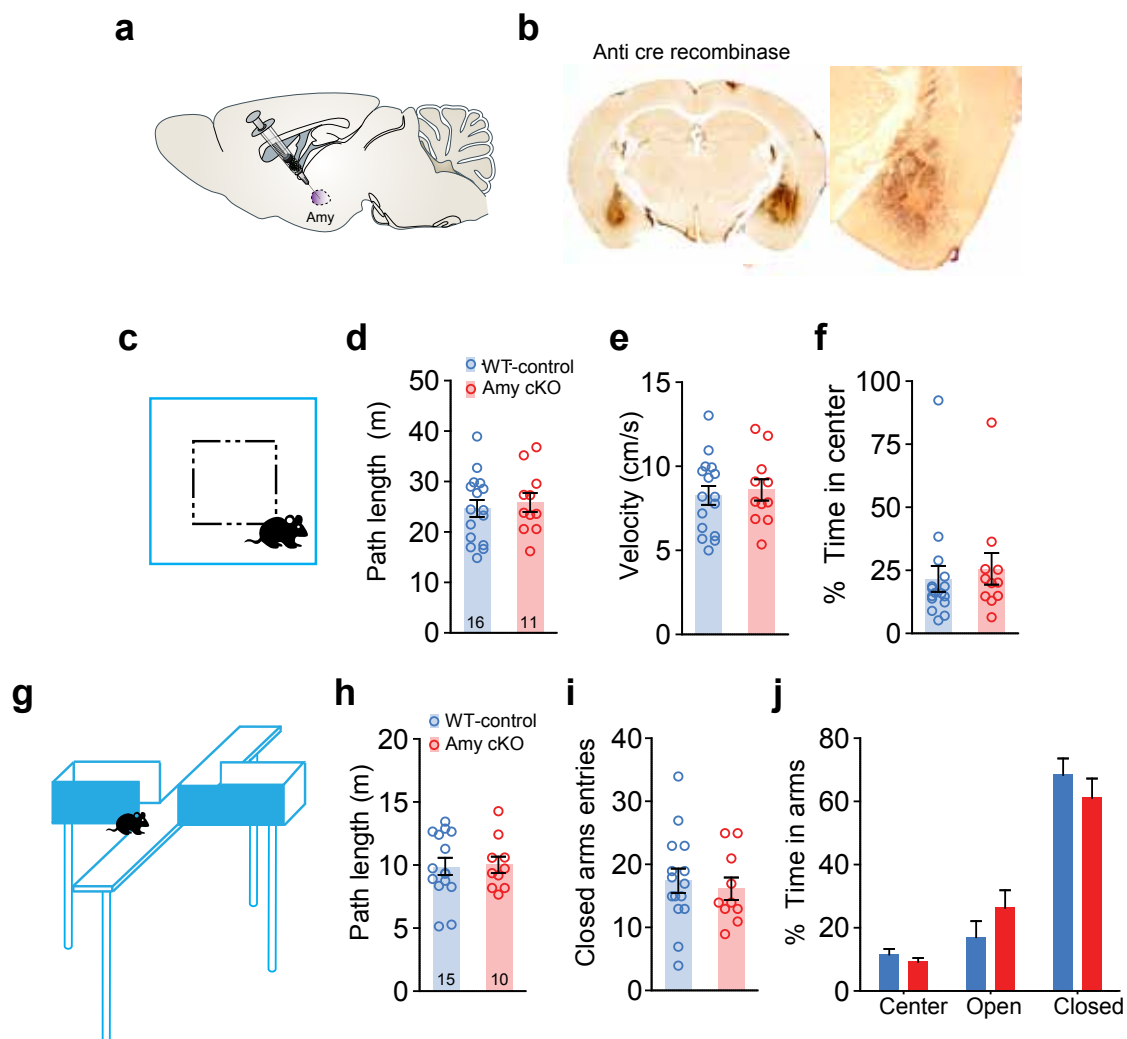 a
b
Anti cre recombinase
Amy
c
d
WT-control
Amy cKO
Path length (m)
50
40
30
20
10
0
16
11
e
Velocity (cm/s)
15
10
5
0
f
% Time in center
100
75
50
25
0
g
h
WT-control
Amy cKO
Path length (m)
20
15
10
5
0
15
10
i
Closed arms entries
40
30
20
10
0
j
% Time in arms
80
60
40
20
0
Center
Open
Closed